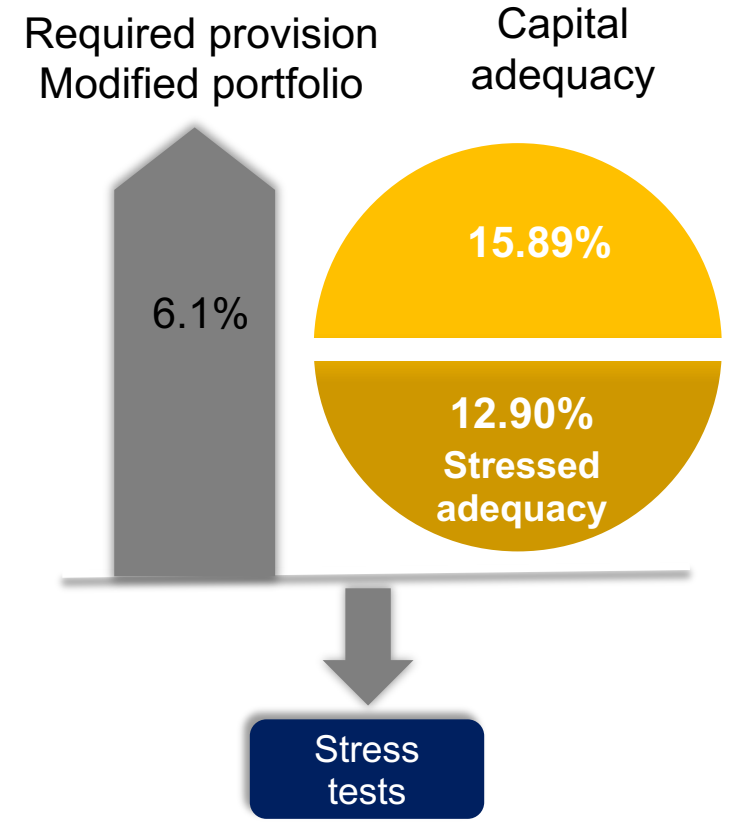 Required provision
Modified portfolio
Capital
adequacy
6.1%
15.89%
12.90%
Stressed
adequacy
Stress
tests